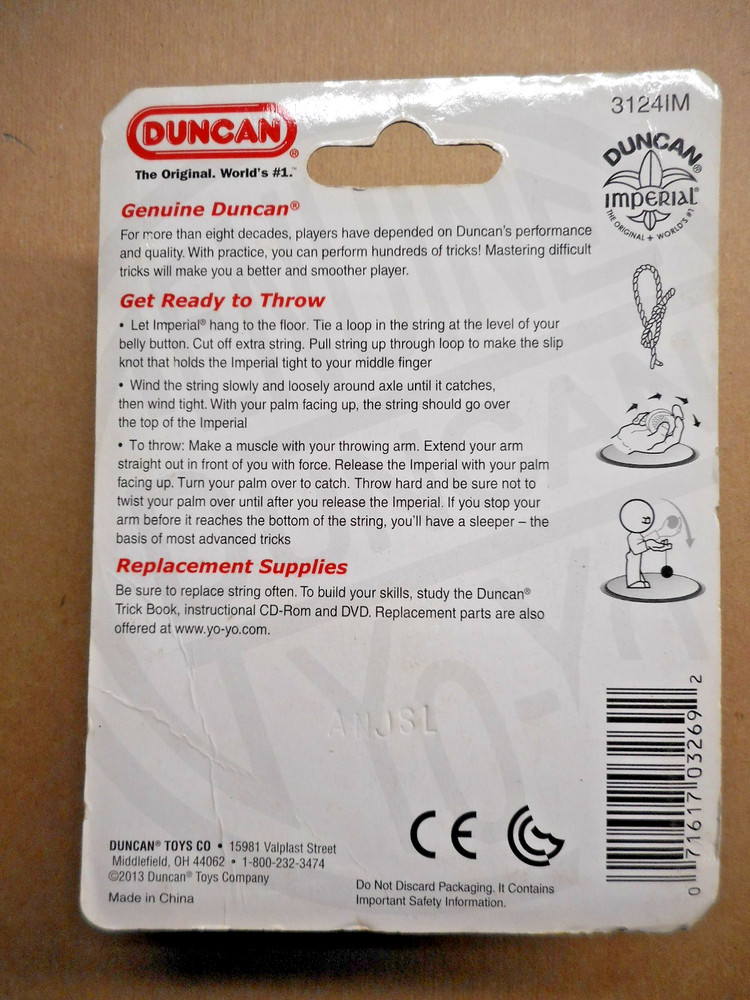 DUNCAN®
The Original. World's #1.™
3124IM
DUNCAN®
IMPERIAL®
THE ORIGINAL + WORLD'S #1
Genuine Duncan®
For more than eight decades, players have depended on Duncan's performance
and quality. With practice, you can perform hundreds of tricks! Mastering difficult
tricks will make you a better and smoother player.
Get Ready to Throw
• Let Imperial® hang to the floor. Tie a loop in the string at the level of your
belly button. Cut off extra string. Pull string up through loop to make the slip
knot that holds the Imperial tight to your middle finger
• Wind the string slowly and loosely around axle until it catches,
then wind tight. With your palm facing up, the string should go over
the top of the Imperial
• To throw: Make a muscle with your throwing arm. Extend your arm
straight out in front of you with force. Release the Imperial with your palm
facing up. Turn your palm over to catch. Throw hard and be sure not to
twist your palm over until after you release the Imperial. If you stop your
arm before it reaches the bottom of the string, you'll have a sleeper – the
basis of most advanced tricks
Replacement Supplies
Be sure to replace string often. To build your skills, study the Duncan®
Trick Book, instructional CD-Rom and DVD. Replacement parts are also
offered at www.yo-yo.com.
ANJSL
DUNCAN® TOYS CO • 15981 Valplast Street
Middlefield, OH 44062 • 1-800-232-3474
©2013 Duncan® Toys Company
Made in China
CE
Do Not Discard Packaging. It Contains
Important Safety Information.
0 71617 03269 2